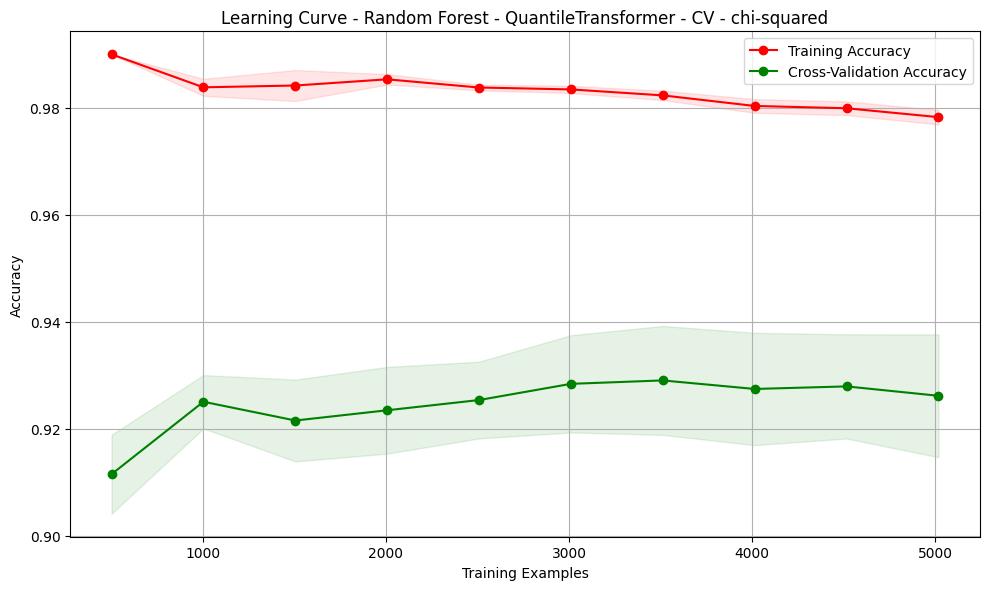 Learning Curve - Random Forest - QuantileTransformer - CV - chi-squared
Training Accuracy
Cross-Validation Accuracy
Accuracy
0.98
0.96
0.94
0.92
0.90
1000 2000 3000 4000 5000
Training Examples